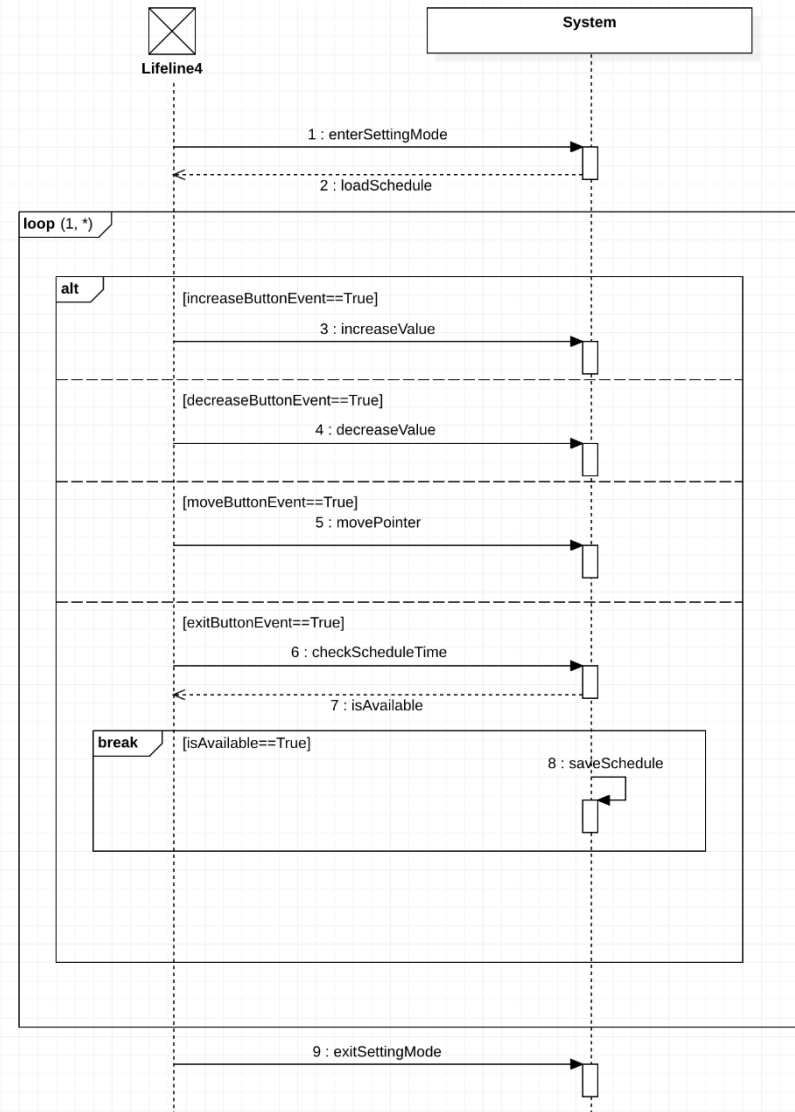 System
Lifeline4
1 : enterSettingMode
2 : loadSchedule
loop (1, *)
alt
[increaseButtonEvent==True]
3 : increaseValue
[decreaseButtonEvent==True]
4 : decreaseValue
[moveButtonEvent==True]
5 : movePointer
[exitButtonEvent==True]
6 : checkScheduleTime
7 : isAvailable
break [isAvailable==True]
8 : saveSchedule
9 : exitSettingMode